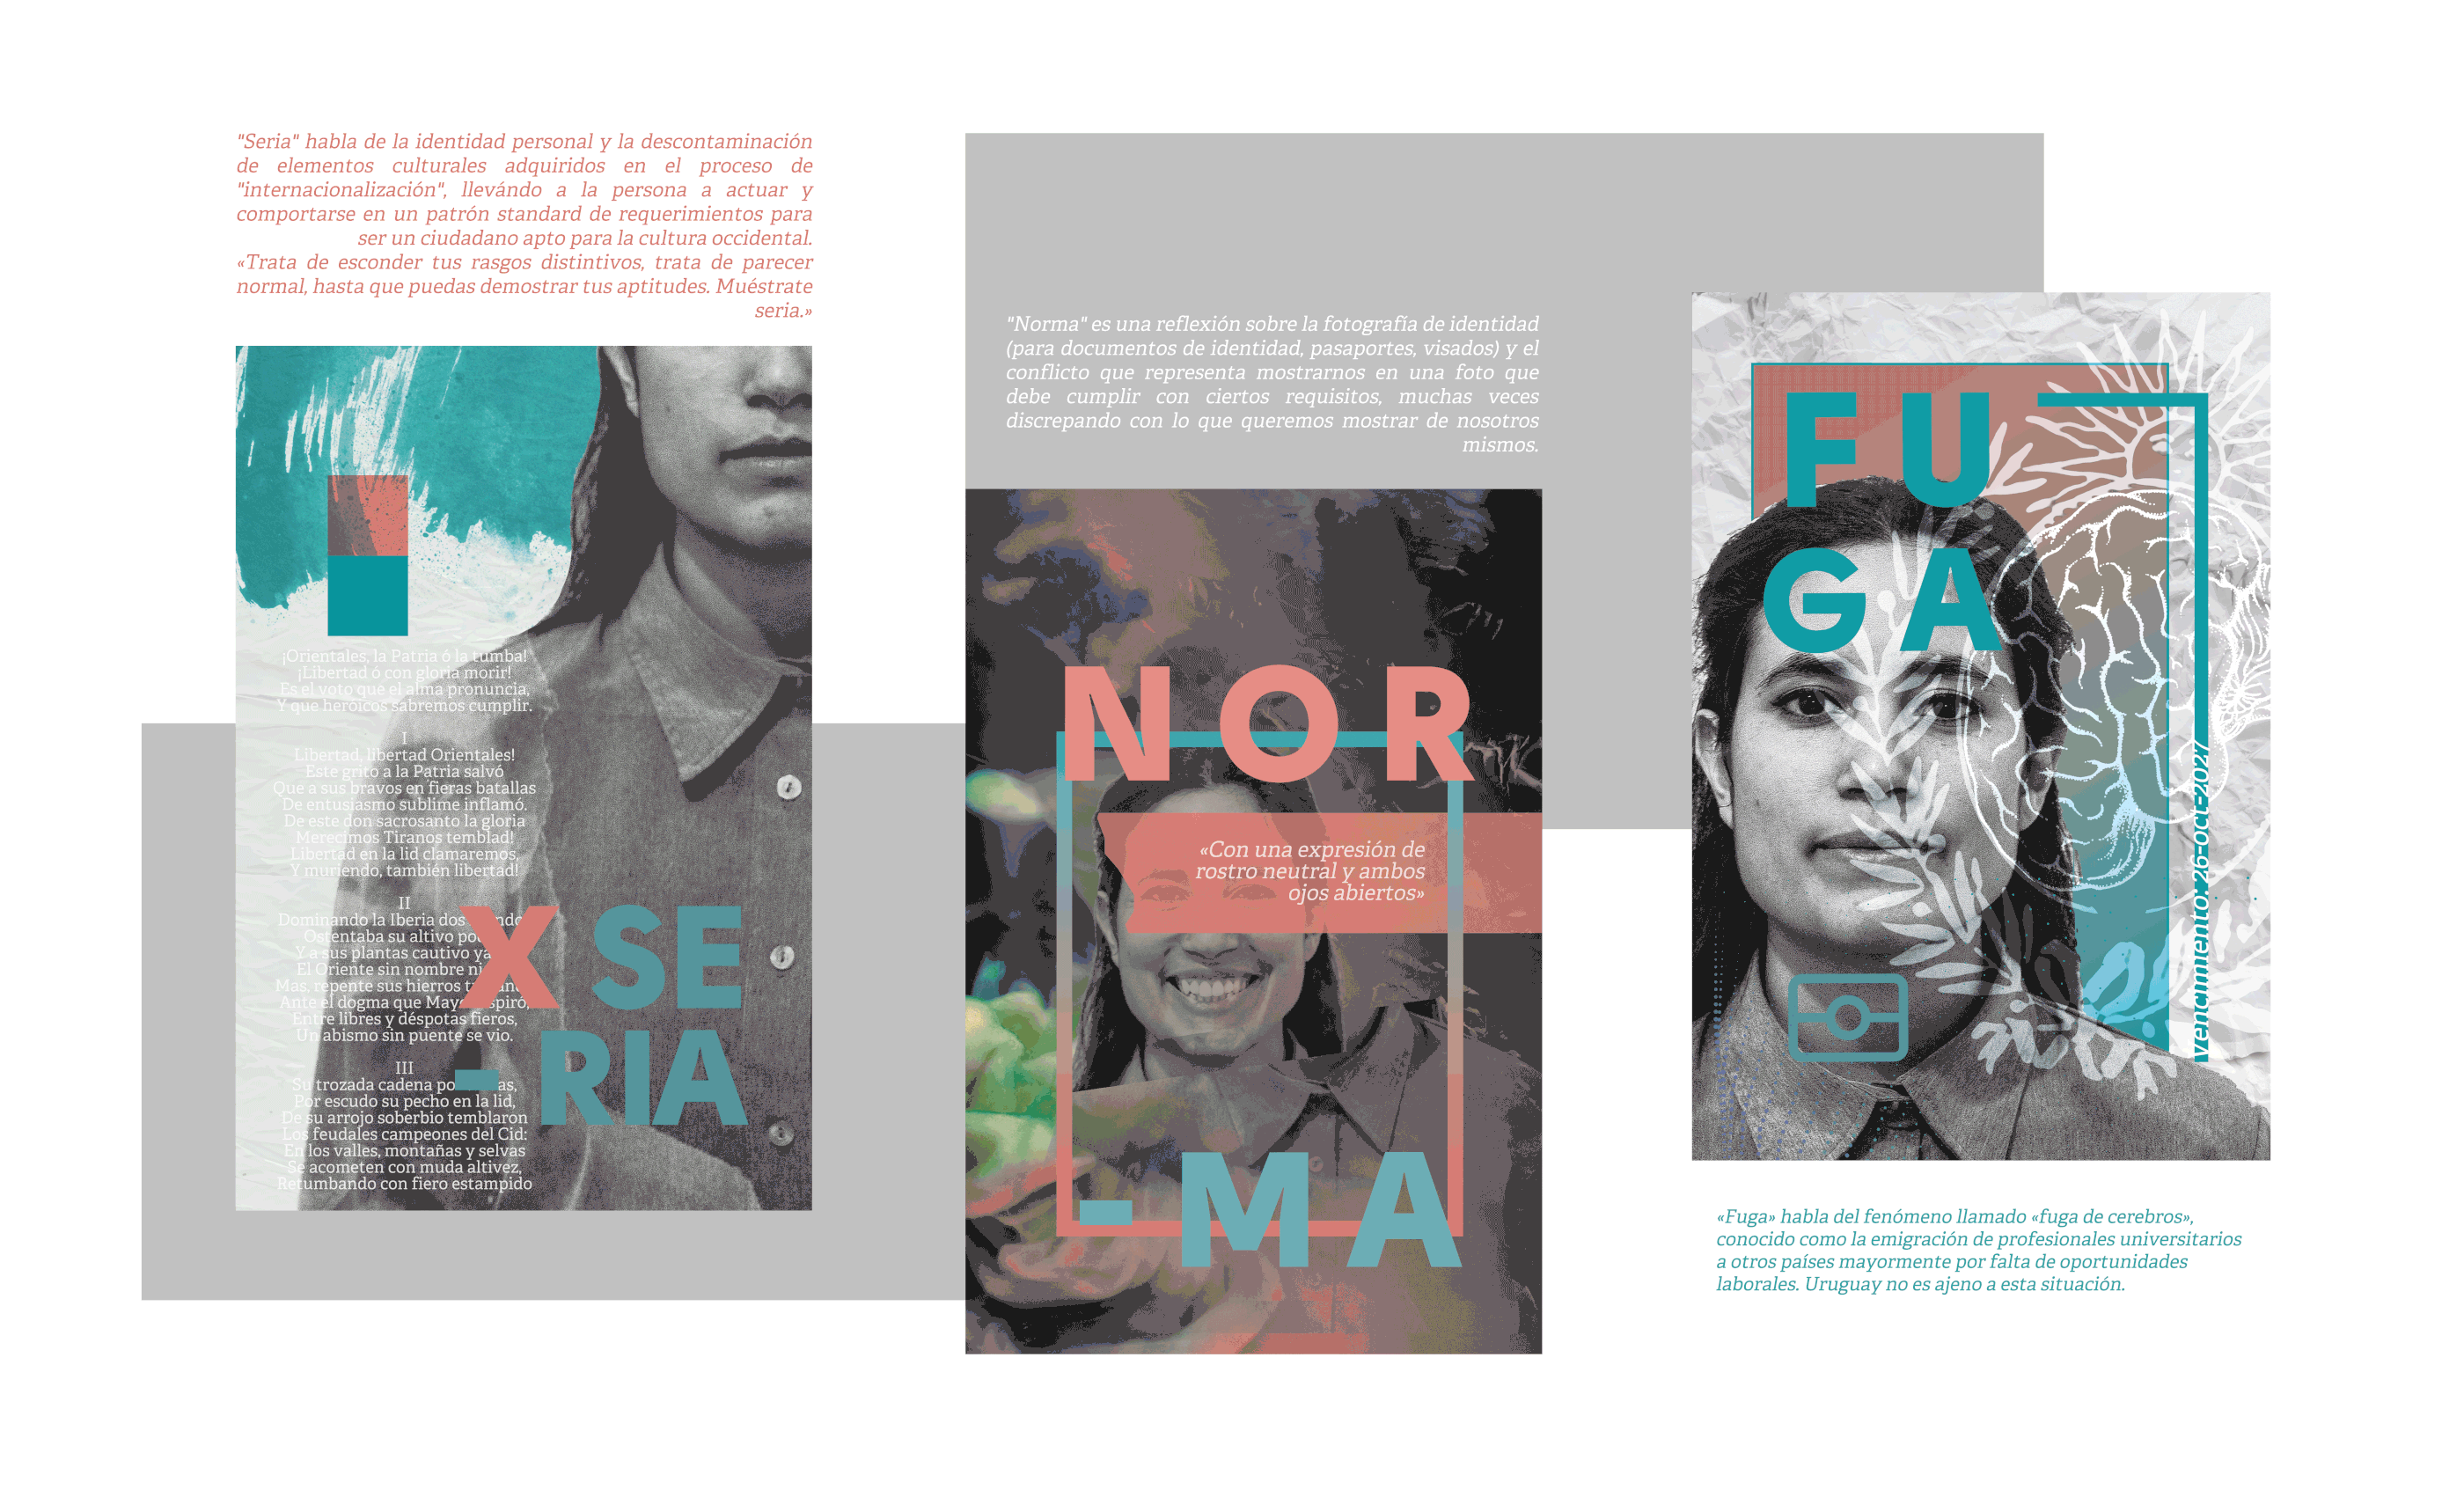 "Seria" habla de la identidad personal y la descontaminación
de elementos culturales adquiridos en el proceso de
"internacionalización", llevándo a la persona a actuar y
comportarse en un patrón standard de requerimientos para
ser un ciudadano apto para la cultura occidental.
«Trata de esconder tus rasgos distintivos, trata de parecer
normal, hasta que puedas demostrar tus aptitudes. Muéstrate
seria.»
¡Orientales, la Patria ó la tumba!
¡Libertad ó con gloria morir!
Es el voto que el alma pronuncia,
Y que heróicos sabremos cumplir.
I
Libertad, libertad Orientales!
Este grito a la Patria salvó
Que a sus bravos en fieras batallas
De entusiasmo sublime inflamó.
De este don sacrosanto la gloria
Merecimos Tiranos temblad!
Libertad en la lid clamaremos,
Y muriendo, también libertad!
II
Dominando la Iberia dos
Ostentaba su altivo
Y a sus plantas cautivo
El Oriente sin nombre
Mas, repente sus hierros
Ante el dogma que
Entre libres y déspotas fieros,
Un abismo sin puente se vio.
III
Su trozada cadena
Por escudo su pecho en la lid,
De su arrojo soberbio temblaron
Los feudales campeones del Cid:
En los valles, montañas y selvas
Se acometen con muda altivez,
Retumbando con fiero estampido
X SE
- RIA
"Norma" es una reflexión sobre la fotografía de identidad
(para documentos de identidad, pasaportes, visados) y el
conflicto que representa mostrarnos en una foto que
debe cumplir con ciertos requisitos, muchas veces
discrepando con lo que queremos mostrar de nosotros
mismos.
NOR
«Con una expresión de
rostro neutral y ambos
ojos abiertos»
- MA
FU
GA
vencimiento: 26-oct-2027
«Fuga» habla del fenómeno llamado «fuga de cerebros»,
conocido como la emigración de profesionales universitarios
a otros países mayormente por falta de oportunidades
laborales. Uruguay no es ajeno a esta situación.